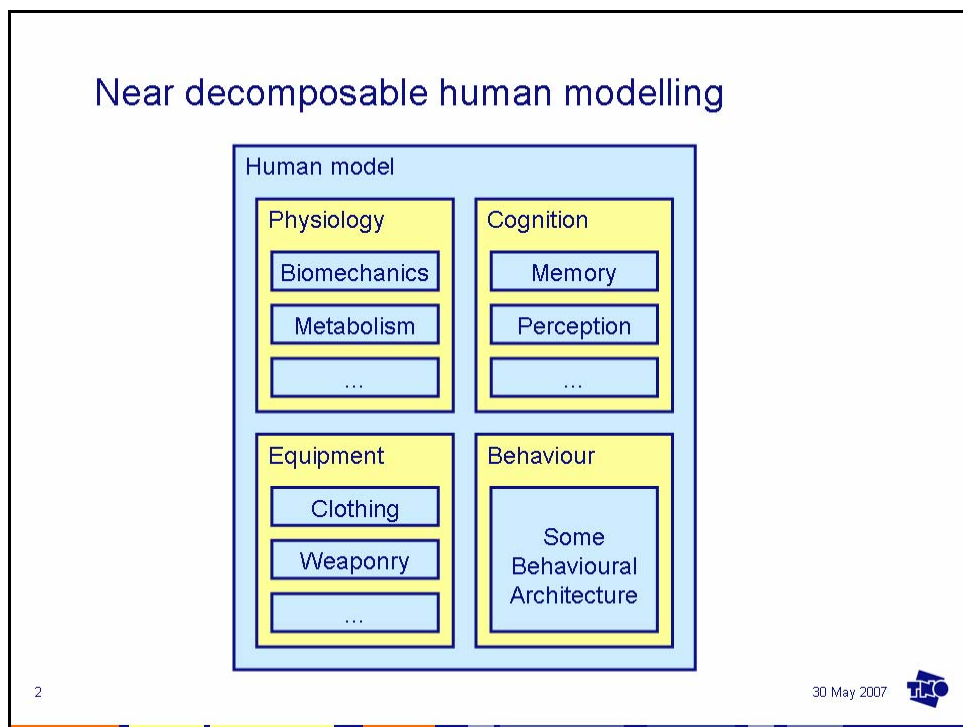 Near decomposable human modelling
Human model
Physiology
Biomechanics
Metabolism
...
Cognition
Memory
Perception
...
Equipment
Clothing
Weaponry
...
Behaviour
Some
Behavioural
Architecture
2
30 May 2007
TNO